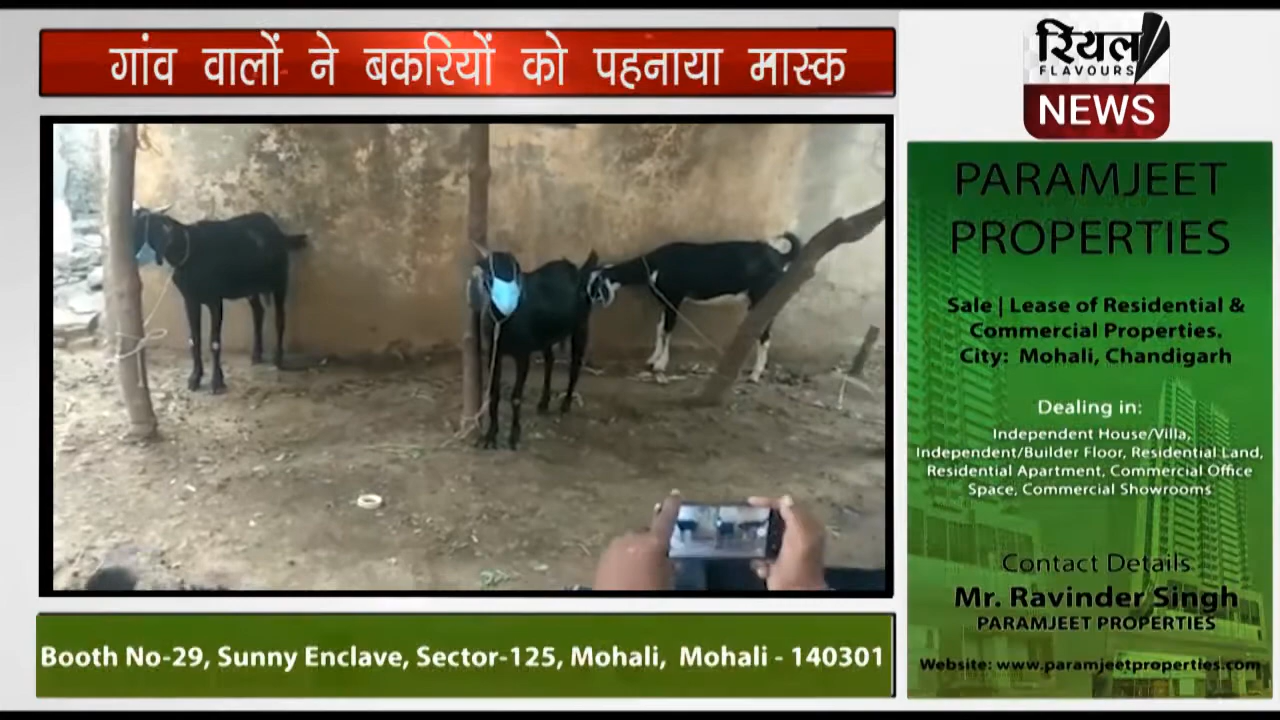 गांव वालों ने बकरियों को पहनाया मास्क
रियल
FLAVOURS
NEWS
PARAMJEET
PROPERTIES
Sale | Lease of Residential &
Commercial Properties.
City: Mohali, Chandigarh
Dealing in:
Independent House/Villa,
Independent/Builder Floor, Residential Land,
Residential Apartment, Commercial Office
Space, Commercial Showrooms
Contact Details
Mr. Ravinder Singh
PARAMJEET PROPERTIES
Website: www.paramjeetproperties.com
Booth No-29, Sunny Enclave, Sector-125, Mohali, Mohali - 140301